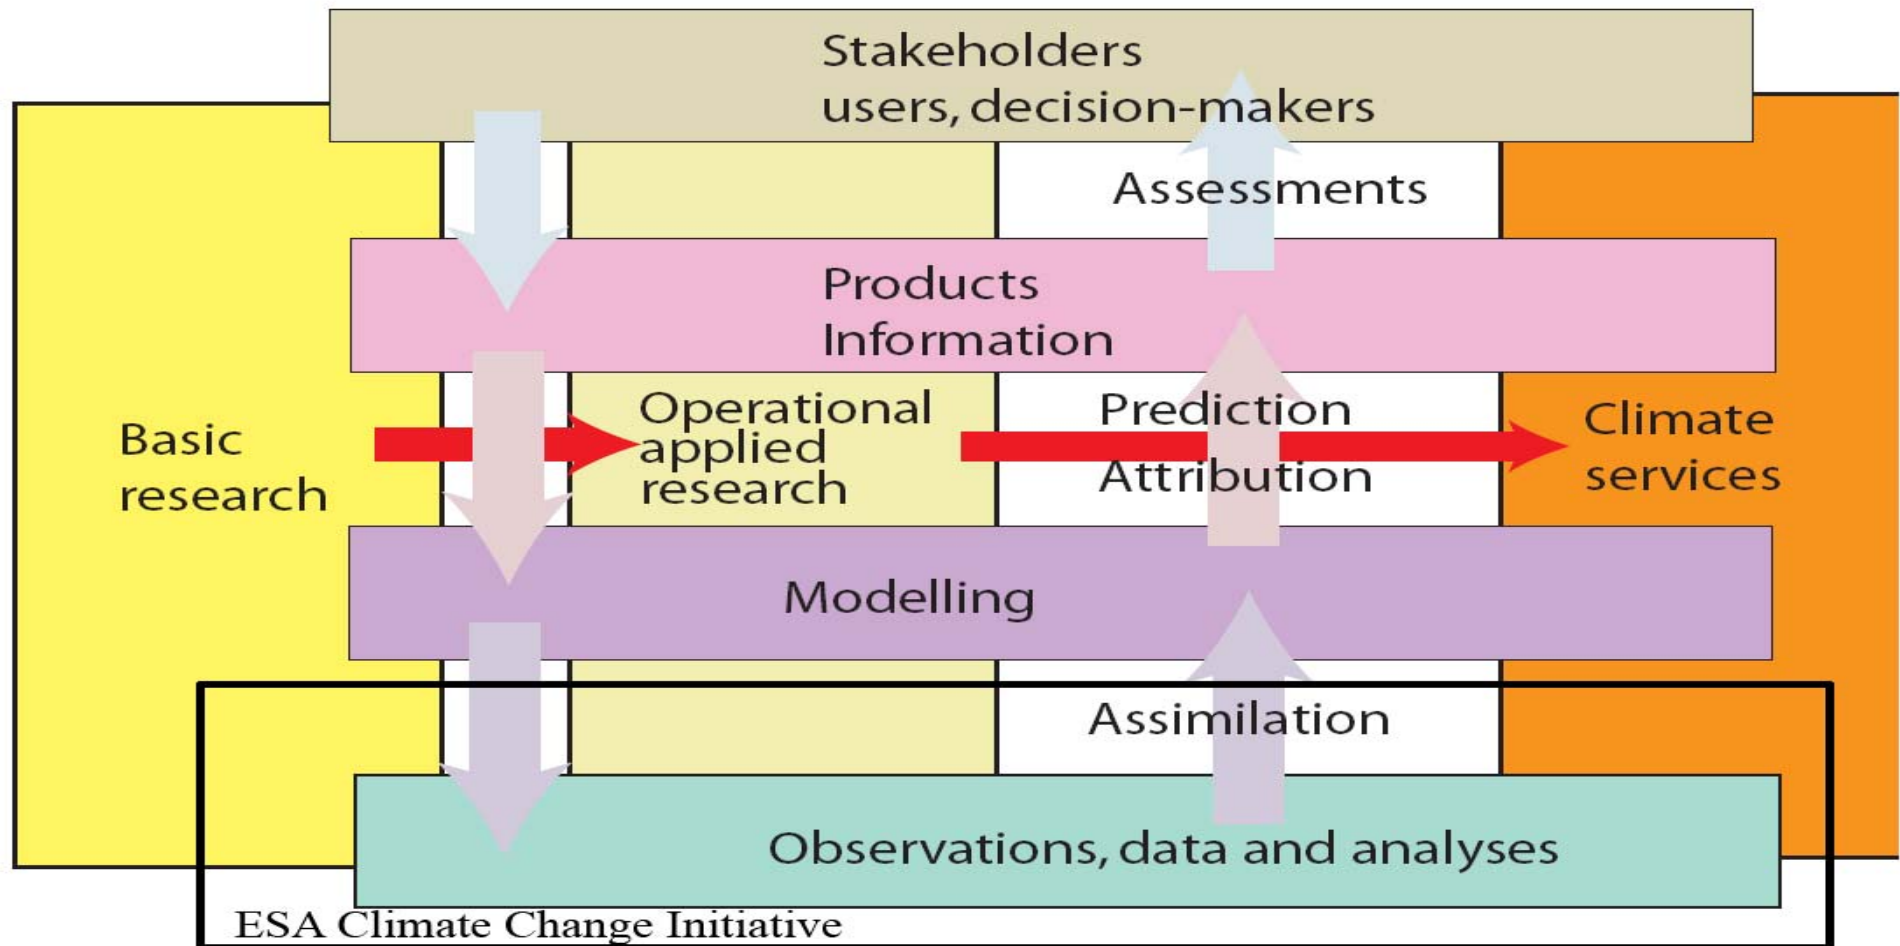 Stakeholders
users, decision-makers
Assessments
Products
Information
Basic
research
Operational
applied
research
Prediction
Attribution
Climate
services
Modelling
Assimilation
Observations, data and analyses
ESA Climate Change Initiative